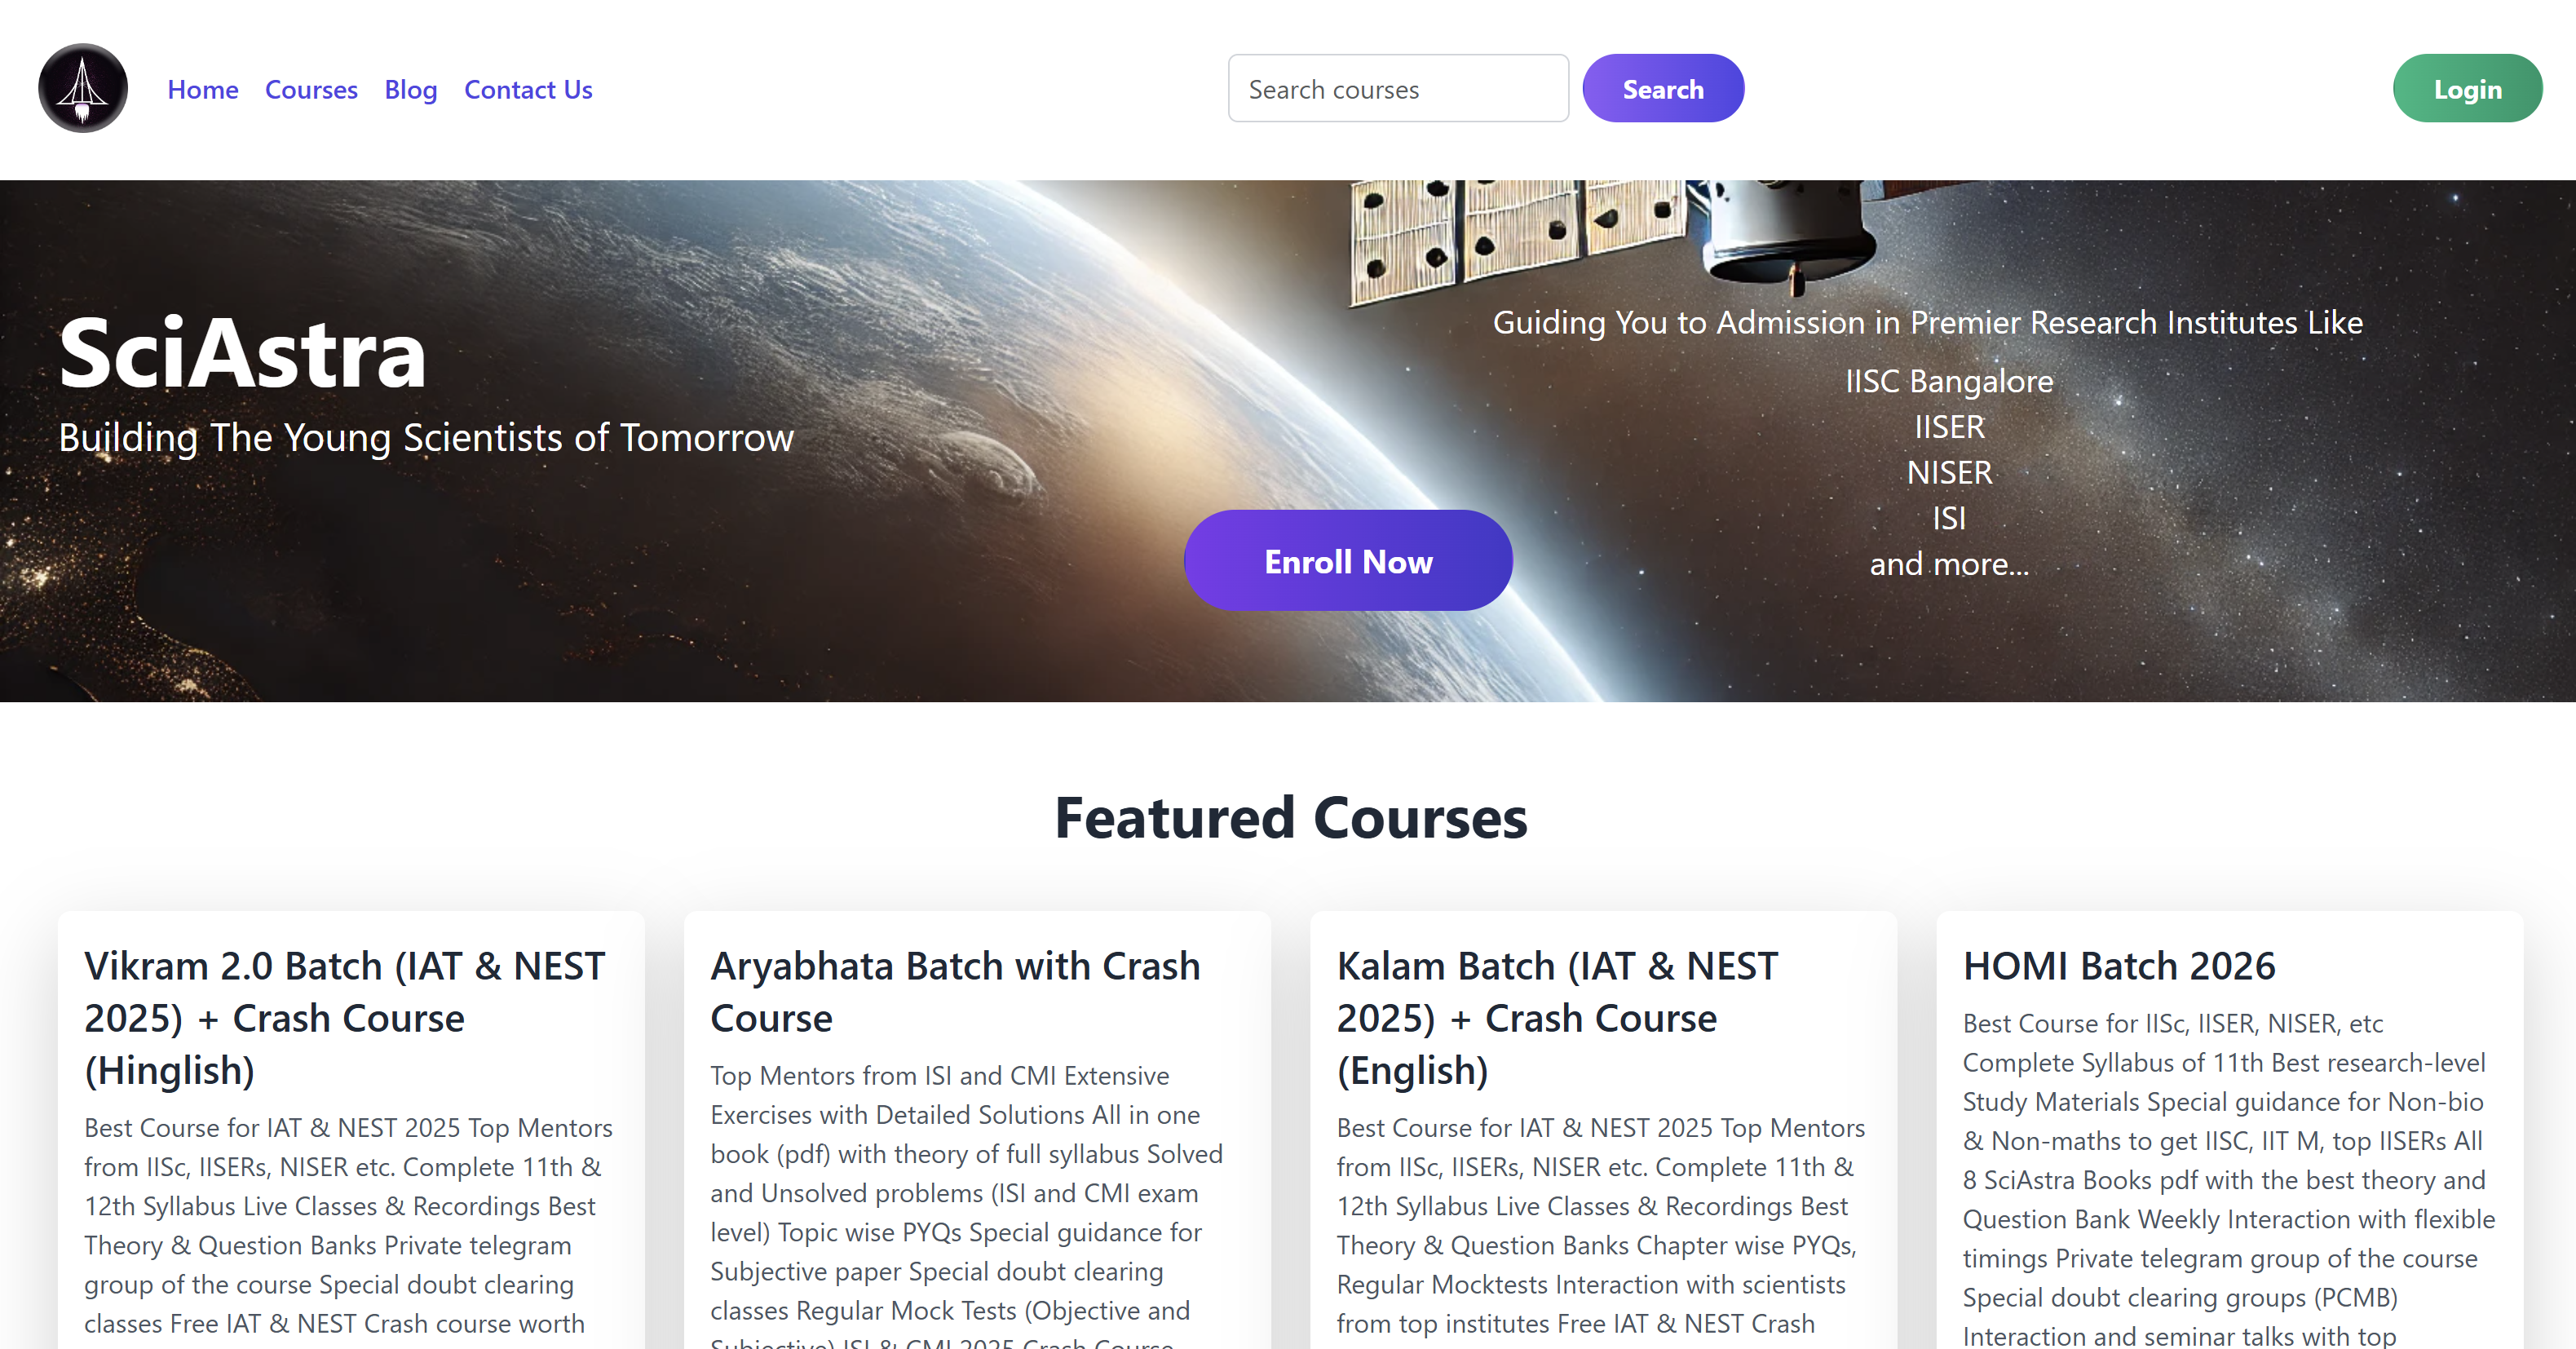 Home Courses Blog Contact Us Search courses Search Login
SciAstra
Building The Young Scientists of Tomorrow
Guiding You to Admission in Premier Research Institutes Like
IISC Bangalore
IISER
NISER
ISI
and more...
Enroll Now
Featured Courses
Vikram 2.0 Batch (IAT & NEST
2025) + Crash Course
(Hinglish)
Best Course for IAT & NEST 2025 Top Mentors
from IISc, IISERs, NISER etc. Complete 11th &
12th Syllabus Live Classes & Recordings Best
Theory & Question Banks Private telegram
group of the course Special doubt clearing
classes Free IAT & NEST Crash course worth
Aryabhata Batch with Crash
Course
Top Mentors from ISI and CMI Extensive
Exercises with Detailed Solutions All in one
book (pdf) with theory of full syllabus Solved
and Unsolved problems (ISI and CMI exam
level) Topic wise PYQs Special guidance for
Subjective paper Special doubt clearing
classes Regular Mock Tests (Objective and
Subjective) ISI & CMI 2025 Crash Course
Kalam Batch (IAT & NEST
2025) + Crash Course
(English)
Best Course for IAT & NEST 2025 Top Mentors
from IISc, IISERs, NISER etc. Complete 11th &
12th Syllabus Live Classes & Recordings Best
Theory & Question Banks Chapter wise PYQs,
Regular Mocktests Interaction with scientists
from top institutes Free IAT & NEST Crash
HOMI Batch 2026
Best Course for IISc, IISER, NISER, etc
Complete Syllabus of 11th Best research-level
Study Materials Special guidance for Non-bio
& Non-maths to get IISC, IIT M, top IISERs All
8 SciAstra Books pdf with the best theory and
Question Bank Weekly Interaction with flexible
timings Private telegram group of the course
Special doubt clearing groups (PCMB)
Interaction and seminar talks with top